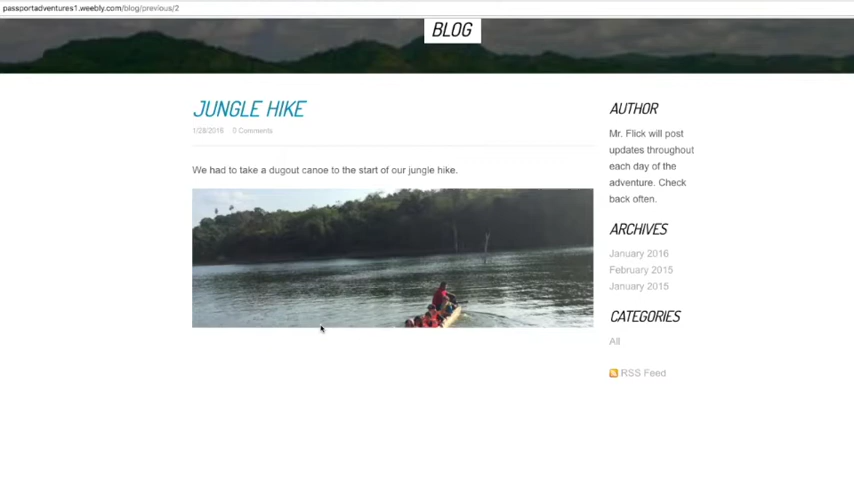 passportadventures1.weebly.com/blog/previous/2
BLOG
JUNGLE HIKE
1/28/2016 0 Comments
We had to take a dugout canoe to the start of our jungle hike.
AUTHOR
Mr. Flick will post
updates throughout
each day of the
adventure. Check
back often.
ARCHIVES
January 2016
February 2015
January 2015
CATEGORIES
All
RSS Feed